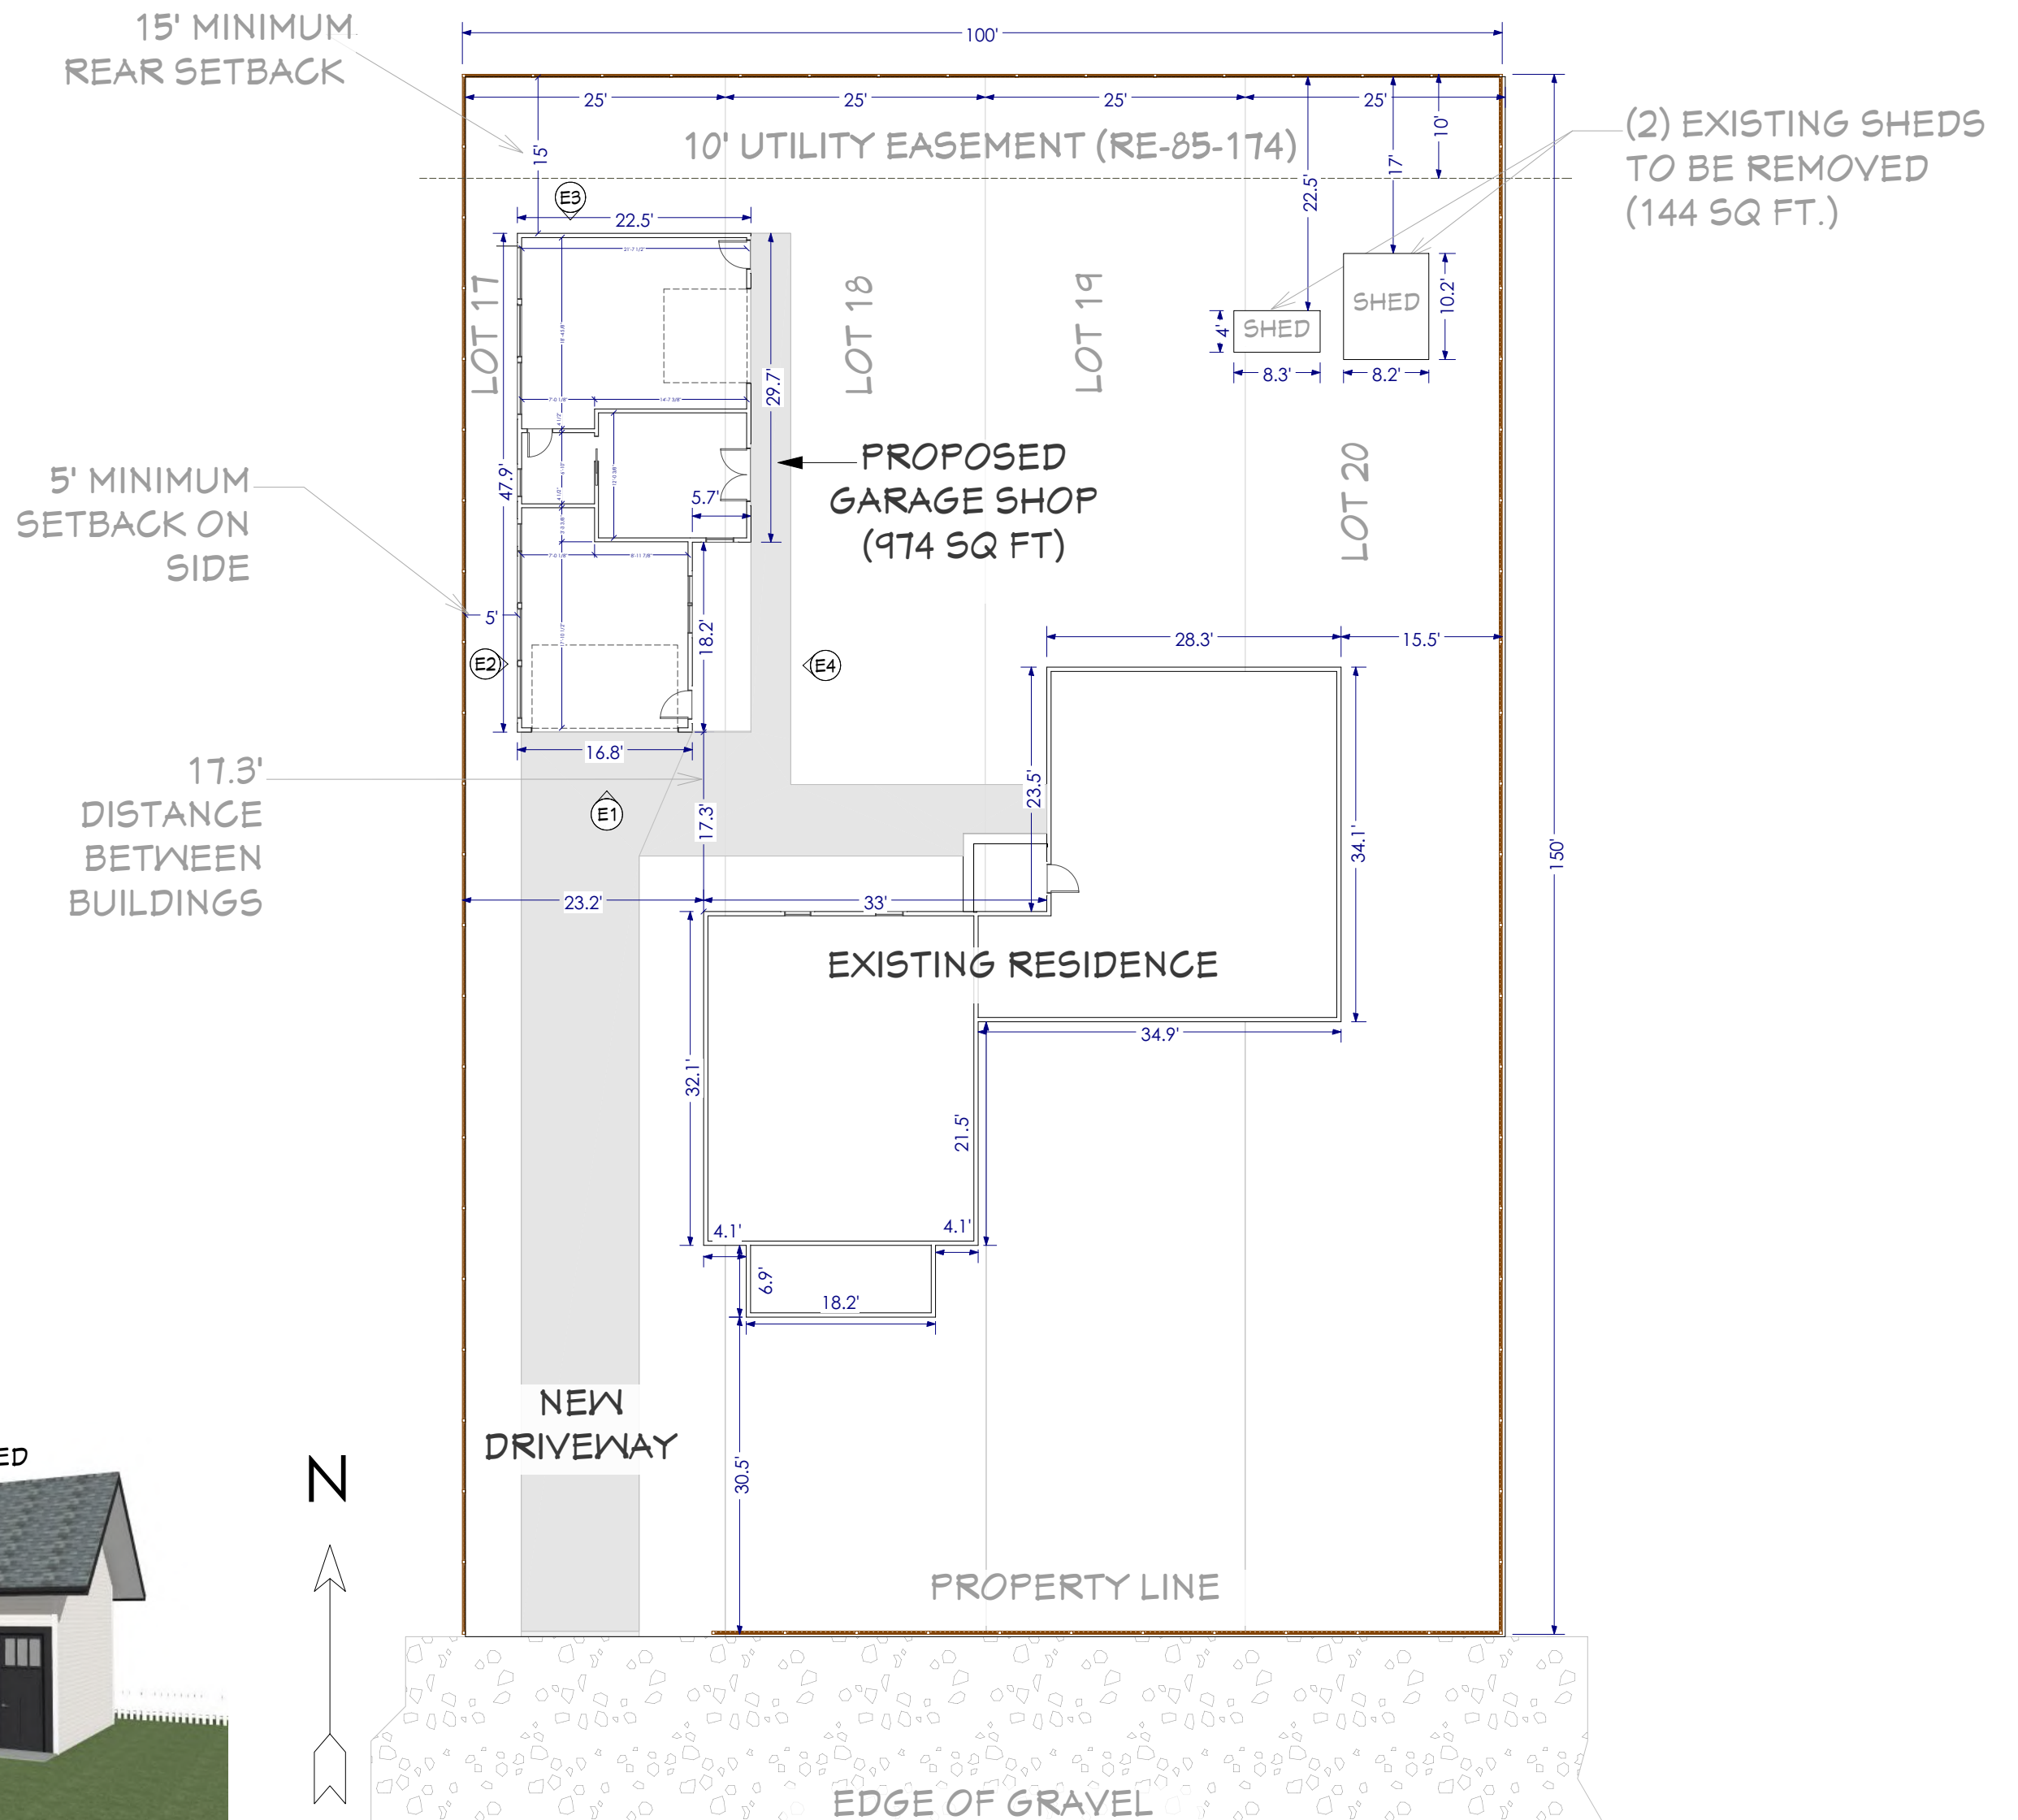 15' MINIMUM
REAR SETBACK
100'
25'
25'
25'
25'
15'
10' UTILITY EASEMENT (RE-85-174)
22.5'
17'
10'
(2) EXISTING SHEDS
TO BE REMOVED
(144 SQ FT.)
E3
22.5'
LOT 17
LOT 18
LOT 19
SHED
SHED
4'
10.2'
8.3'
8.2'
29.7'
47.9'
PROPOSED
GARAGE SHOP
(974 SQ FT)
LOT 20
5' MINIMUM
SETBACK ON
SIDE
5.7'
5'
18.2'
E2
E4
28.3'
15.5'
16.8'
17.3'
DISTANCE
BETWEEN
BUILDINGS
E1
17.3'
23.5'
34.1'
150'
23.2'
33'
EXISTING RESIDENCE
34.9'
32.1'
21.5'
4.1'
4.1'
6.9'
18.2'
NEW
DRIVEWAY
30.5'
ED
N
PROPERTY LINE
EDGE OF GRAVEL